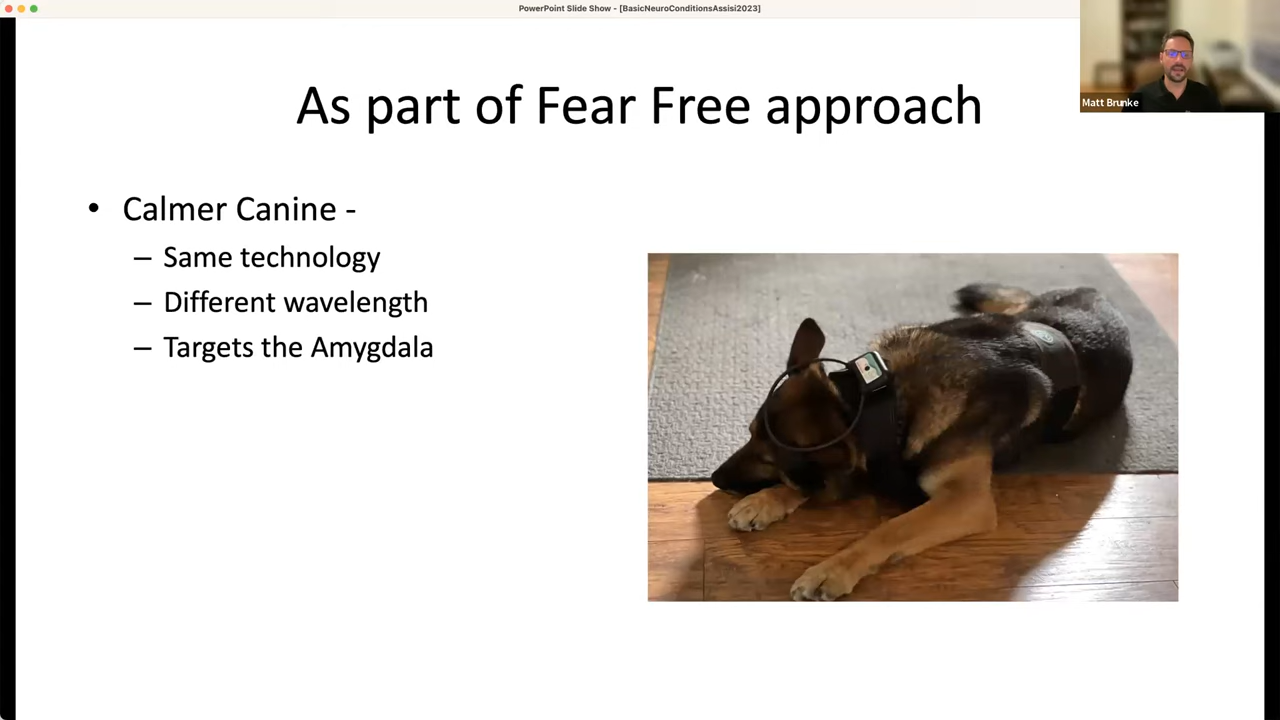 PowerPoint Slide Show - [BasicNeuroConditionsAssisi2023]
Matt Brunke
As part of Fear Free approach
• Calmer Canine -
– Same technology
– Different wavelength
– Targets the Amygdala